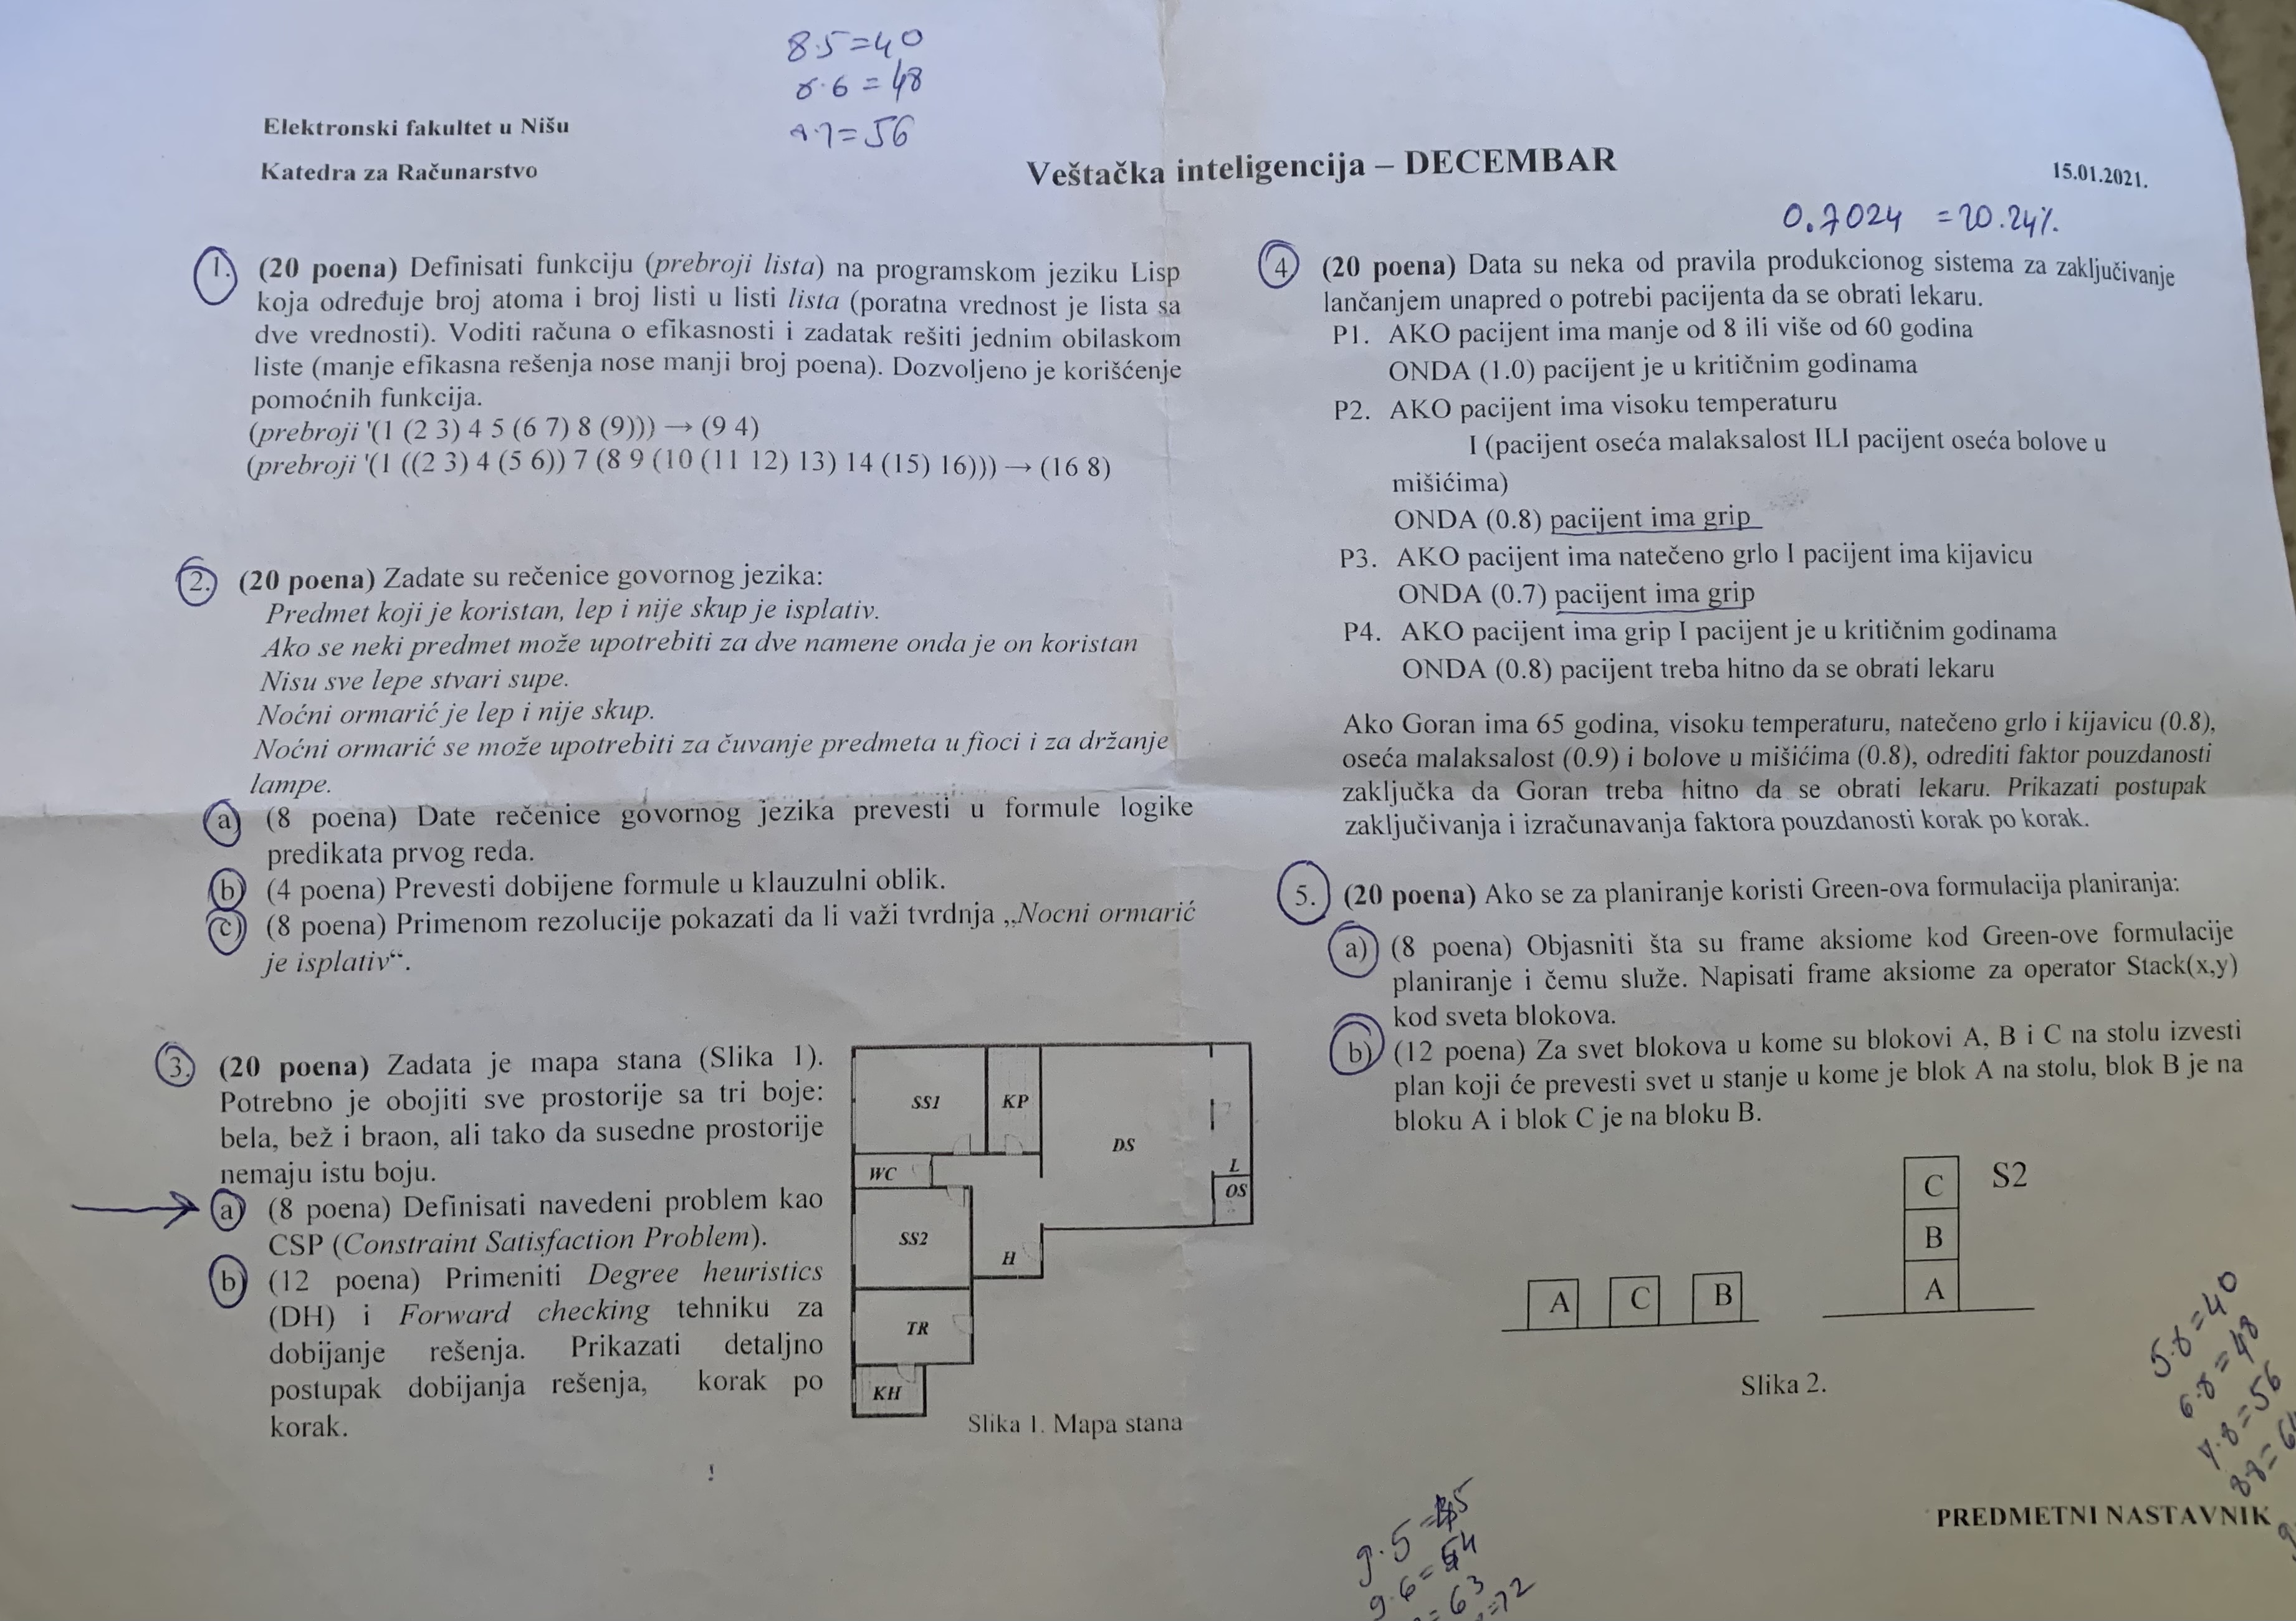 8·5=40
8·6=48
=56
Elektronski fakultet u Nišu
Katedra za Računarstvo
Veštačka inteligencija – DECEMBAR
15.01.2021.
0.7024 =20.24%.
1. (20 poena) Definisati funkciju (prebroji lista) na programskom jeziku Lisp
koja određuje broj atoma i broj listi u listi lista (poratna vrednost je lista sa
dve vrednosti). Voditi računa o efikasnosti i zadatak rešiti jednim obilaskom
liste (manje efikasna rešenja nose manji broj poena). Dozvoljeno je korišćenje
pomoćnih funkcija.
(prebroji '(1 (2 3) 4 5 (6 7) 8 (9))) → (9 4)
(prebroji '(1 ((2 3) 4 (5 6)) 7 (8 9 (10 (11 12) 13) 14 (15) 16))) → (16 8)
2. (20 poena) Zadate su rečenice govornog jezika:
Predmet koji je koristan, lep i nije skup je isplativ.
Ako se neki predmet može upotrebiti za dve namene onda je on koristan
Nisu sve lepe stvari supe.
Noćni ormarić je lep i nije skup.
Noćni ormarić se može upotrebiti za čuvanje predmeta u fioci i za držanje
lampe.
a) (8 poena) Date rečenice govornog jezika prevesti u formule logike
predikata prvog reda.
b) (4 poena) Prevesti dobijene formule u klauzulni oblik.
c) (8 poena) Primenom rezolucije pokazati da li važi tvrdnja „Nocni ormarić
je isplativ“.
3. (20 poena) Zadata je mapa stana (Slika 1).
Potrebno je obojiti sve prostorije sa tri boje:
bela, bež i braon, ali tako da susedne prostorije
nemaju istu boju.
a) (8 poena) Definisati navedeni problem kao
CSP (Constraint Satisfaction Problem).
b) (12 poena) Primeniti Degree heuristics
(DH) i Forward checking tehniku za
dobijanje rešenja. Prikazati detaljno
postupak dobijanja rešenja, korak po
korak.
SS1
KP
DS
WC
L
OS
SS2
H
TR
KH
Slika 1. Mapa stana
4. (20 poena) Data su neka od pravila produkcionog sistema za zaključivanje
lančanjem unapred o potrebi pacijenta da se obrati lekaru.
P1. AKO pacijent ima manje od 8 ili više od 60 godina
ONDA (1.0) pacijent je u kritičnim godinama
P2. AKO pacijent ima visoku temperaturu
I (pacijent oseća malaksalost ILI pacijent oseća bolove u
mišićima)
ONDA (0.8) pacijent ima grip
P3. AKO pacijent ima natečeno grlo I pacijent ima kijavicu
ONDA (0.7) pacijent ima grip
P4. AKO pacijent ima grip I pacijent je u kritičnim godinama
ONDA (0.8) pacijent treba hitno da se obrati lekaru
Ako Goran ima 65 godina, visoku temperaturu, natečeno grlo i kijavicu (0.8),
oseća malaksalost (0.9) i bolove u mišićima (0.8), odrediti faktor pouzdanosti
zaključka da Goran treba hitno da se obrati lekaru. Prikazati postupak
zaključivanja i izračunavanja faktora pouzdanosti korak po korak.
5. (20 poena) Ako se za planiranje koristi Green-ova formulacija planiranja:
a) (8 poena) Objasniti šta su frame aksiome kod Green-ove formulacije
planiranje i čemu služe. Napisati frame aksiome za operator Stack(x,y)
kod sveta blokova.
b) (12 poena) Za svet blokova u kome su blokovi A, B i C na stolu izvesti
plan koji će prevesti svet u stanje u kome je blok A na stolu, blok B je na
bloku A i blok C je na bloku B.
A C B
C
B
A
S2
Slika 2.
5·8=40
6·8=48
7·8=56
PREDMETNI NASTAVNIK
9·5=45
9·6=54
=63
=72